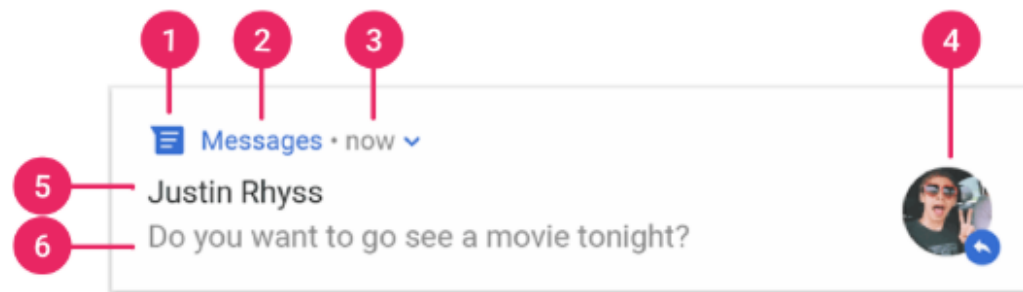 1 2 3 4
Messages • now
5 Justin Rhyss
6 Do you want to go see a movie tonight?